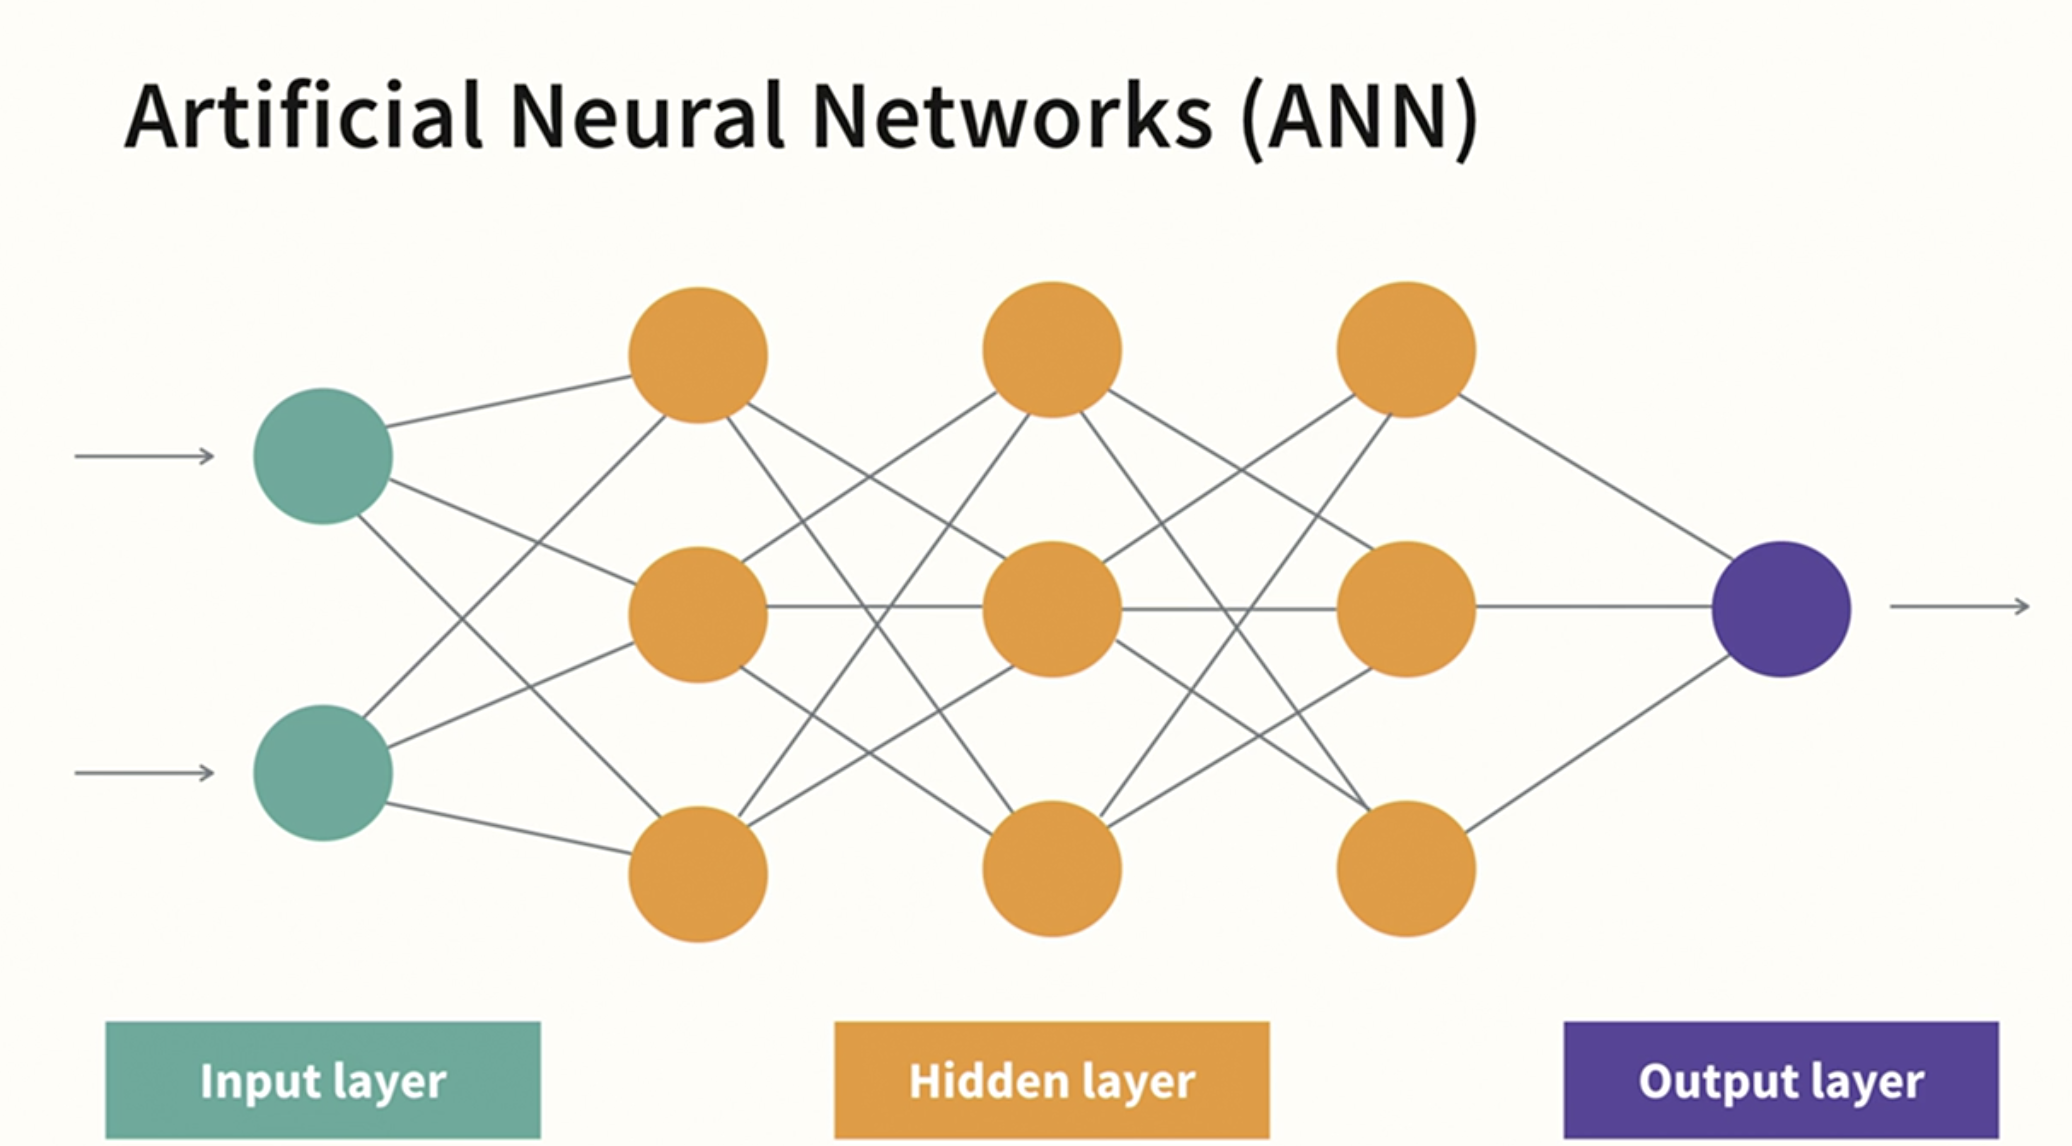 Artificial Neural Networks (ANN)
Input layer
Hidden layer
Output layer